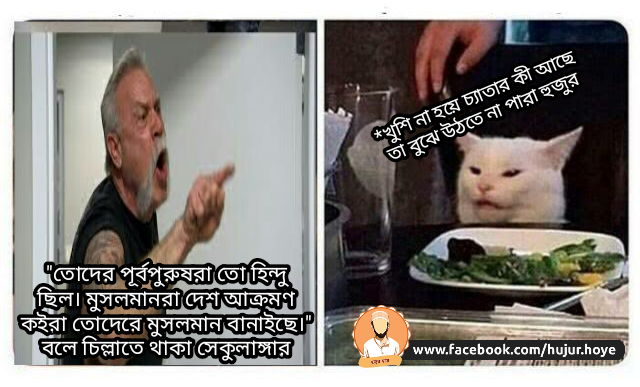 "তোদের পূর্বপুরুষরা তো হিন্দু
ছিল। মুসলমানরা দেশ আক্রমণ
কইরা তোদেরে মুসলমান বানাইছে।"
বলে চিল্লাতে থাকা সেকুলাঙ্গার
*খুশি না হয়ে চ্যাতার কী আছে
তা বুঝে উঠতে না পারা হুজুর
www.facebook.com/hujur.hoye